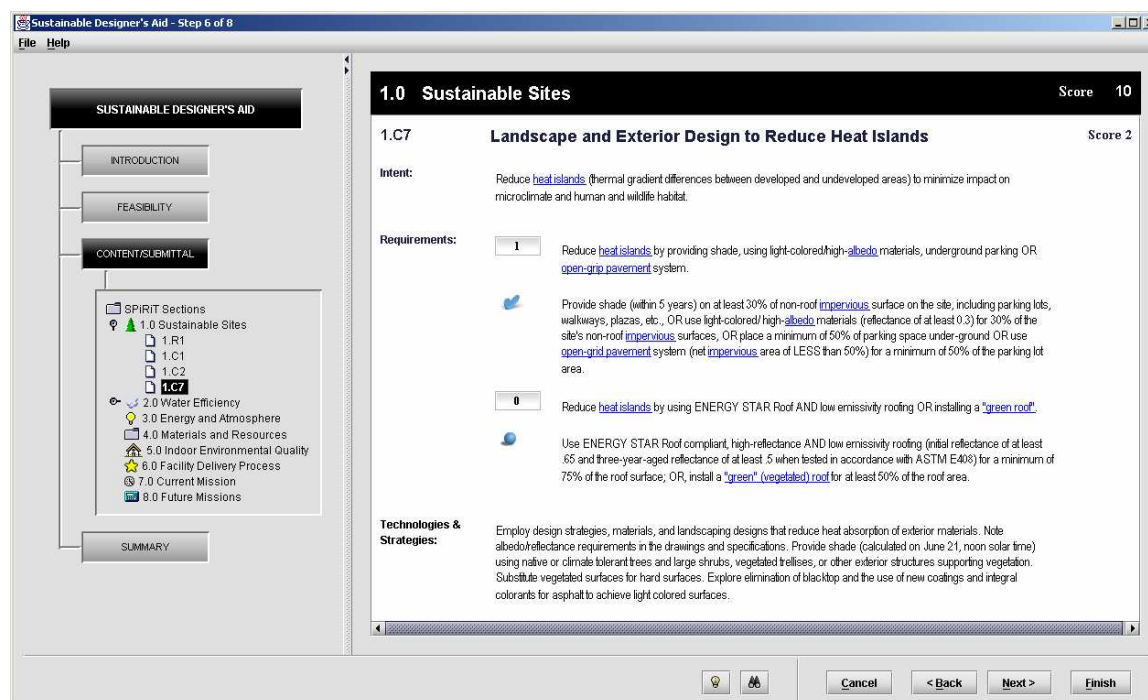 Sustainable Designer's Aid - Step 6 of 8
File Help
SUSTAINABLE DESIGNER'S AID
INTRODUCTION
FEASIBILITY
CONTENT/SUBMITTAL
SPiRiT Sections
1.0 Sustainable Sites
1.R1
1.C1
1.C2
1.C7
2.0 Water Efficiency
3.0 Energy and Atmosphere
4.0 Materials and Resources
5.0 Indoor Environmental Quality
6.0 Facility Delivery Process
7.0 Current Mission
8.0 Future Missions
SUMMARY
1.0 Sustainable Sites Score 10
1.C7 Landscape and Exterior Design to Reduce Heat Islands Score 2
Intent:
Reduce heat islands (thermal gradient differences between developed and undeveloped areas) to minimize impact on
microclimate and human and wildlife habitat.
Requirements:
1
Reduce heat islands by providing shade, using light-colored/high-albedo materials, underground parking OR
open-grip pavement system.
Provide shade (within 5 years) on at least 30% of non-roof impervious surface on the site, including parking lots,
walkways, plazas, etc., OR use light-colored/ high-albedo materials (reflectance of at least 0.3) for 30% of the
site's non-roof impervious surfaces, OR place a minimum of 50% of parking space under-ground OR use
open-grid pavement system (net impervious area of LESS than 50%) for a minimum of 50% of the parking lot
area.
0
Reduce heat islands by using ENERGY STAR Roof AND low emissivity roofing OR installing a "green roof".
Use ENERGY STAR Roof compliant, high-reflectance AND low emissivity roofing (initial reflectance of at least
.65 and three-year-aged reflectance of at least .5 when tested in accordance with ASTM E408) for a minimum of
75% of the roof surface; OR, install a "green" (vegetated) roof for at least 50% of the roof area.
Technologies &
Strategies:
Employ design strategies, materials, and landscaping designs that reduce heat absorption of exterior materials. Note
albedo/reflectance requirements in the drawings and specifications. Provide shade (calculated on June 21, noon solar time)
using native or climate tolerant trees and large shrubs, vegetated trellises, or other exterior structures supporting vegetation.
Substitute vegetated surfaces for hard surfaces. Explore elimination of blacktop and the use of new coatings and integral
colorants for asphalt to achieve light colored surfaces.
Cancel < Back Next > Finish